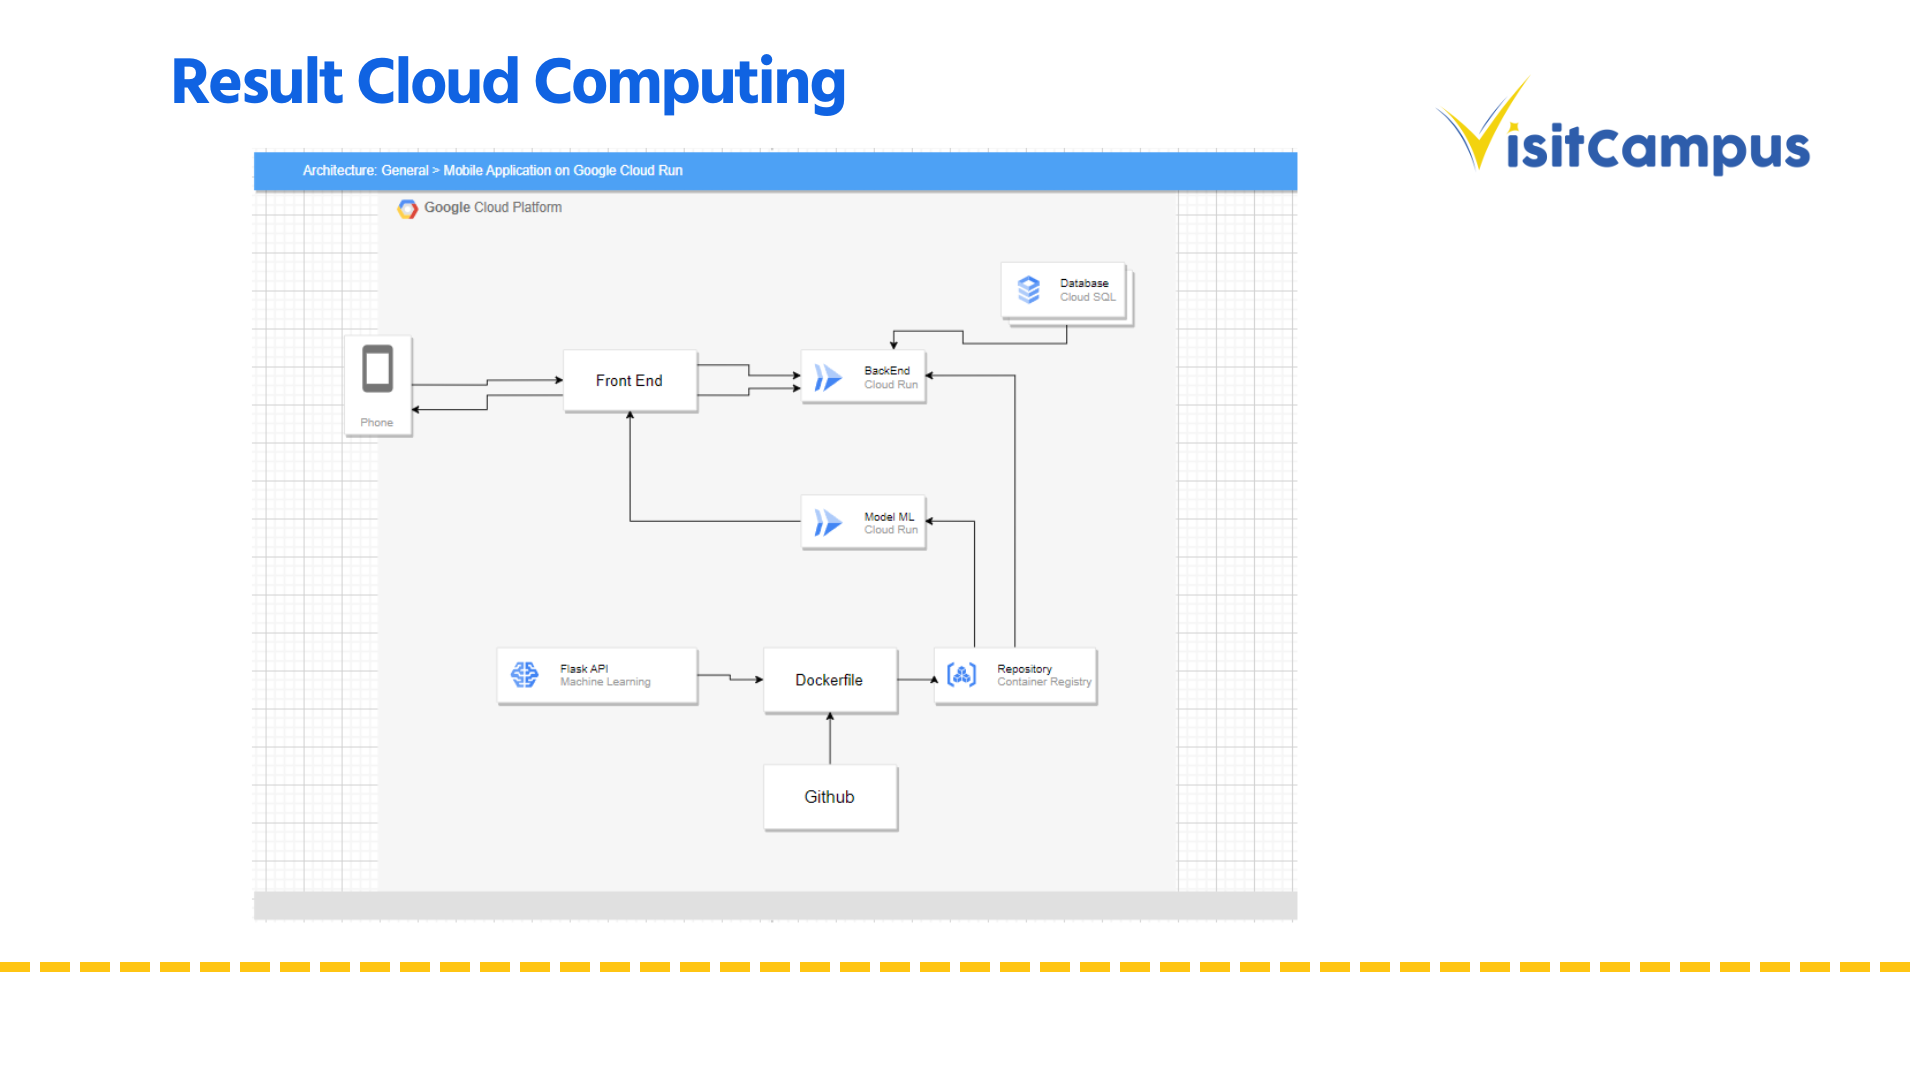 Result Cloud Computing
VisitCampus
Architecture: General > Mobile Application on Google Cloud Run
Google Cloud Platform
Database
Cloud SQL
Phone
Front End
BackEnd
Cloud Run
Model ML
Cloud Run
Flask API
Machine Learning
Dockerfile
Repository
Container Registry
Github